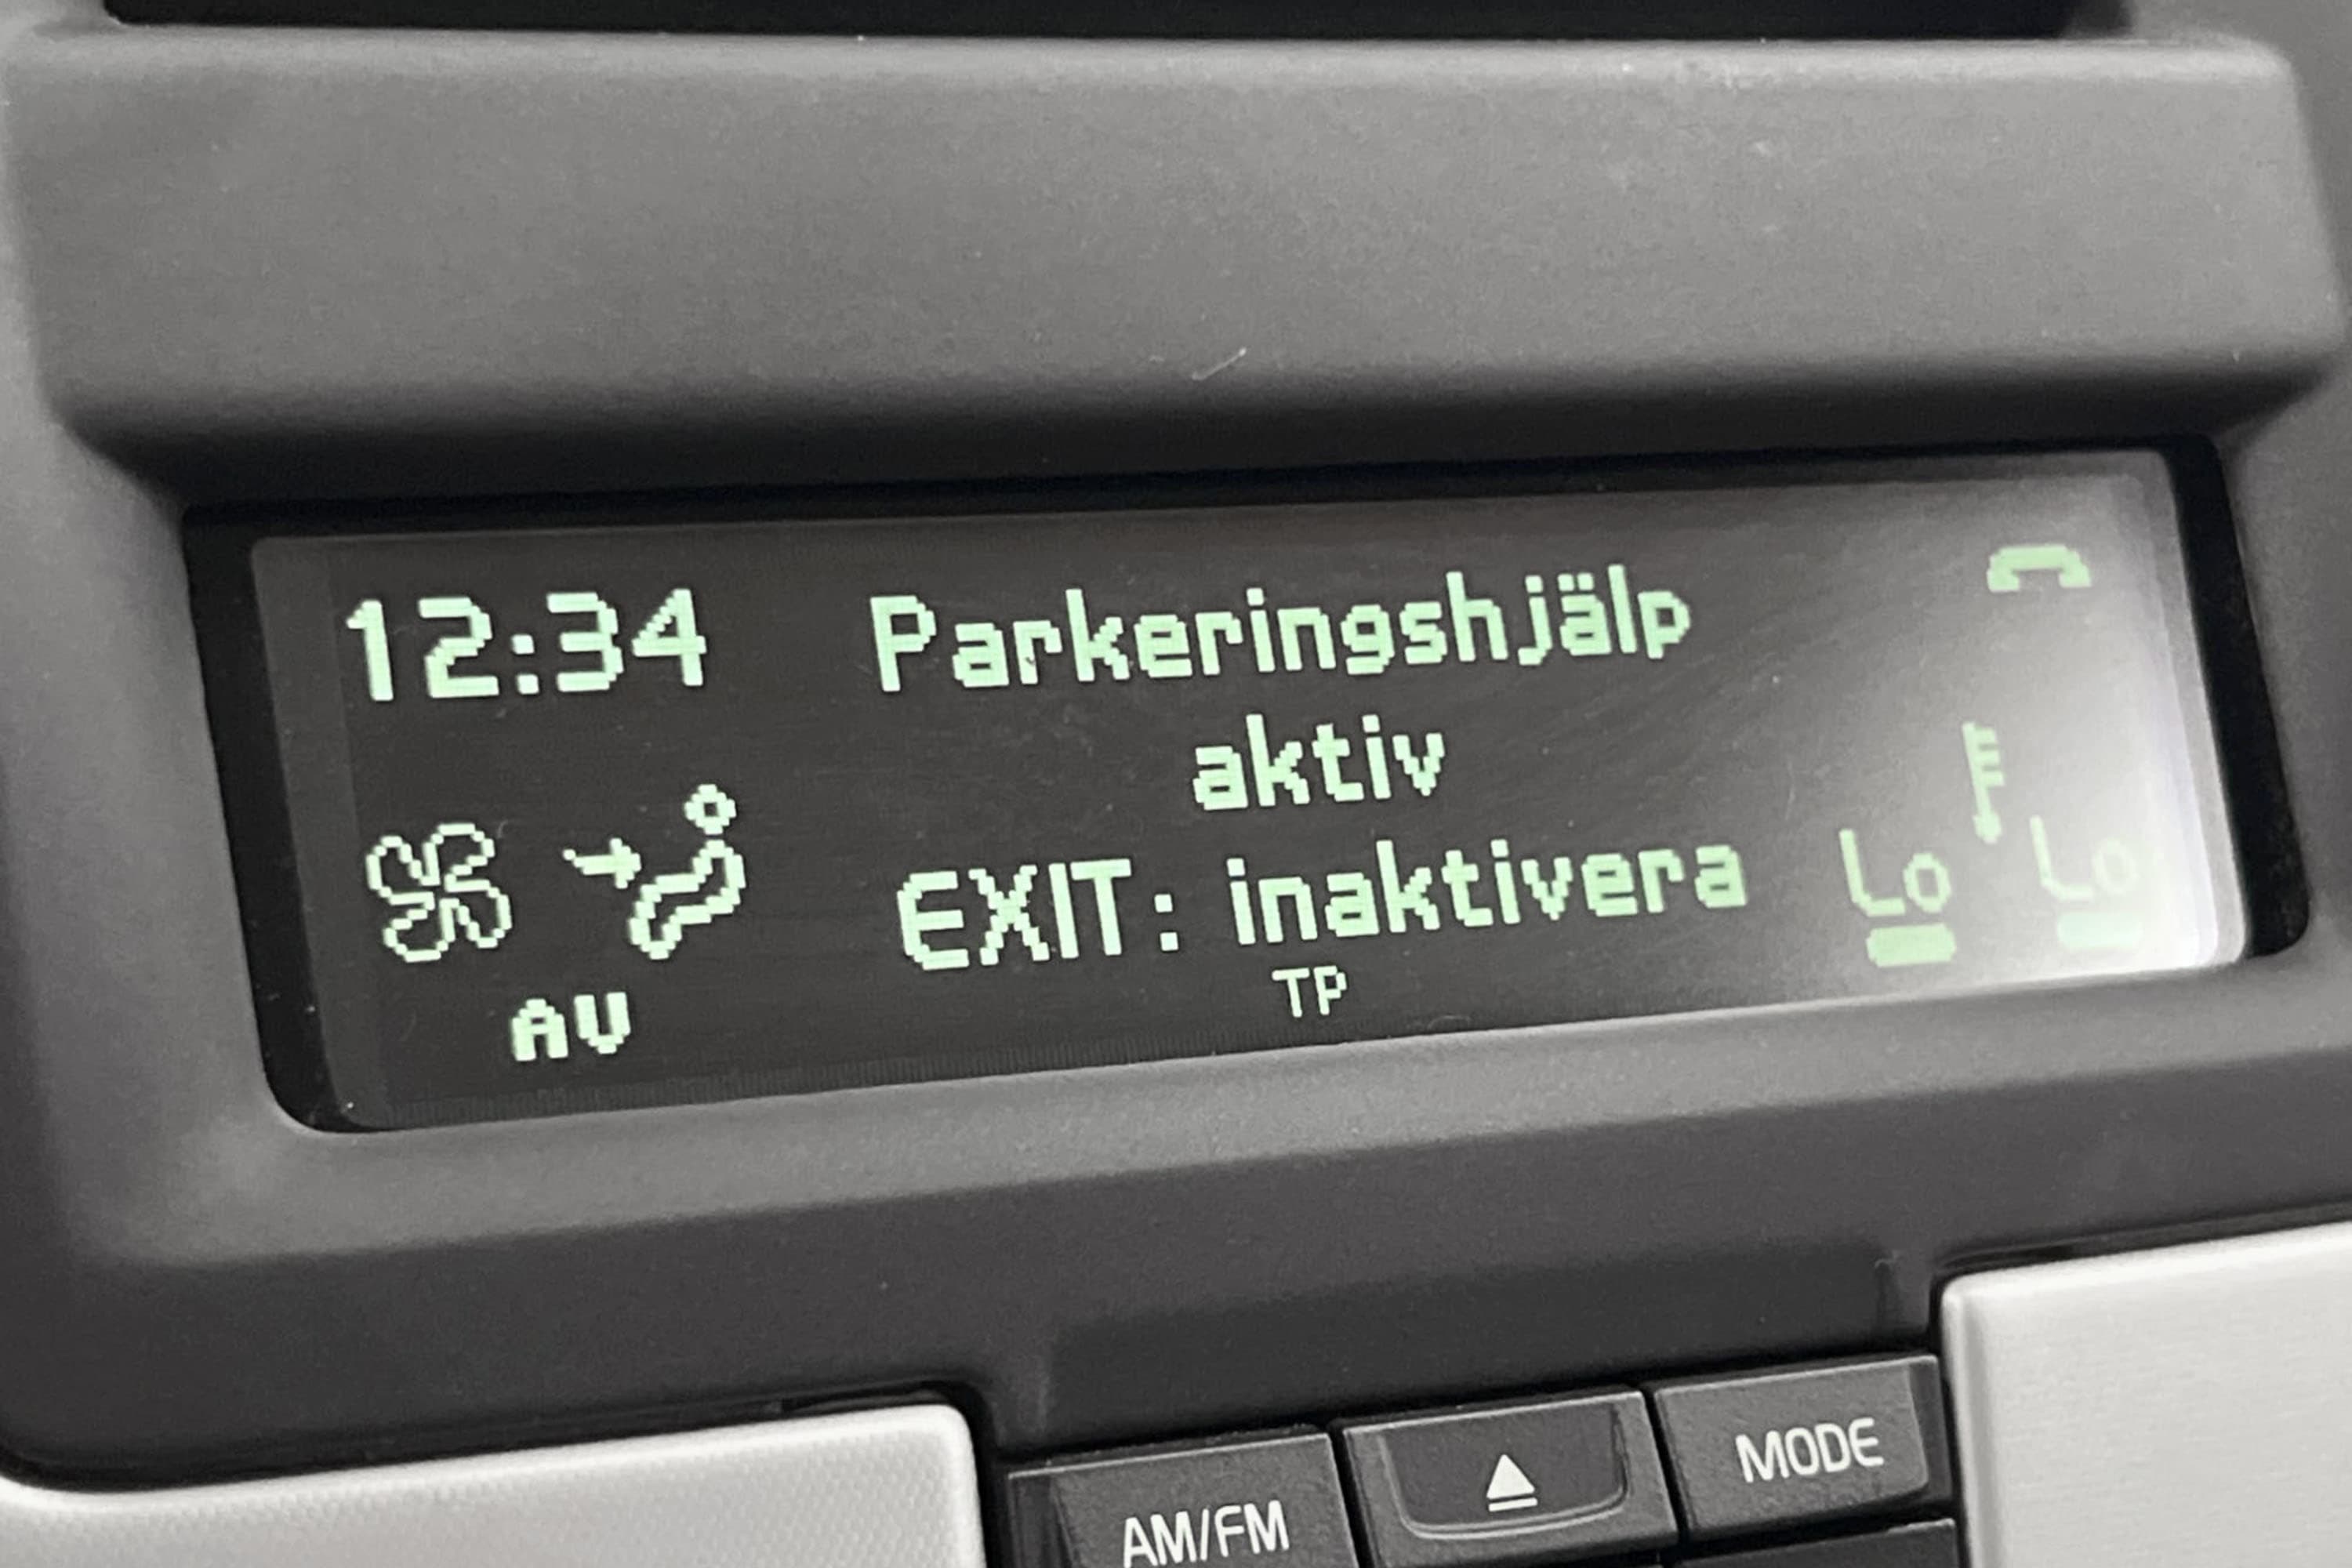 12:34 Parkeringshjälp
aktiv
EXIT: inaktivera
Lo Lo
TP
AV
AM/FM
MODE